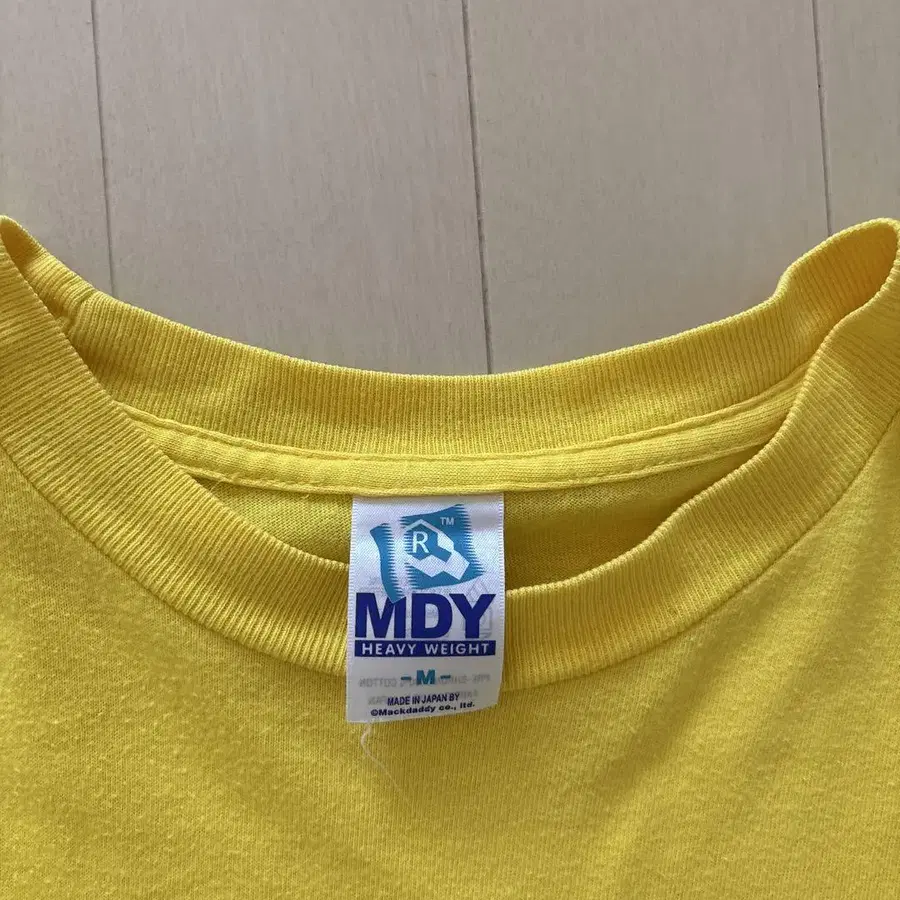 R ™
MDY
HEAVY WEIGHT
-M-
MADE IN JAPAN BY
©Mackdaddy co., ltd.